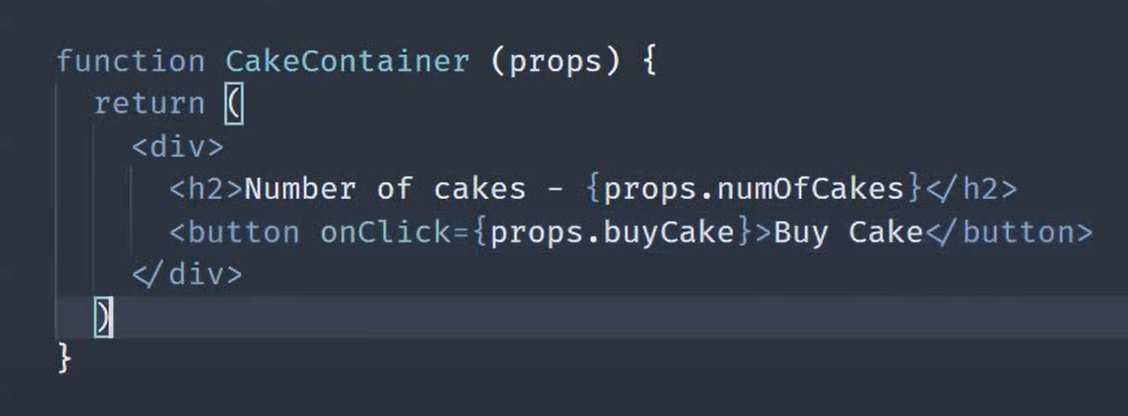 function CakeContainer (props) {
  return (
    <div>
      <h2>Number of cakes - {props.numOfCakes}</h2>
      <button onClick={props.buyCake}>Buy Cake</button>
    </div>
  )
}